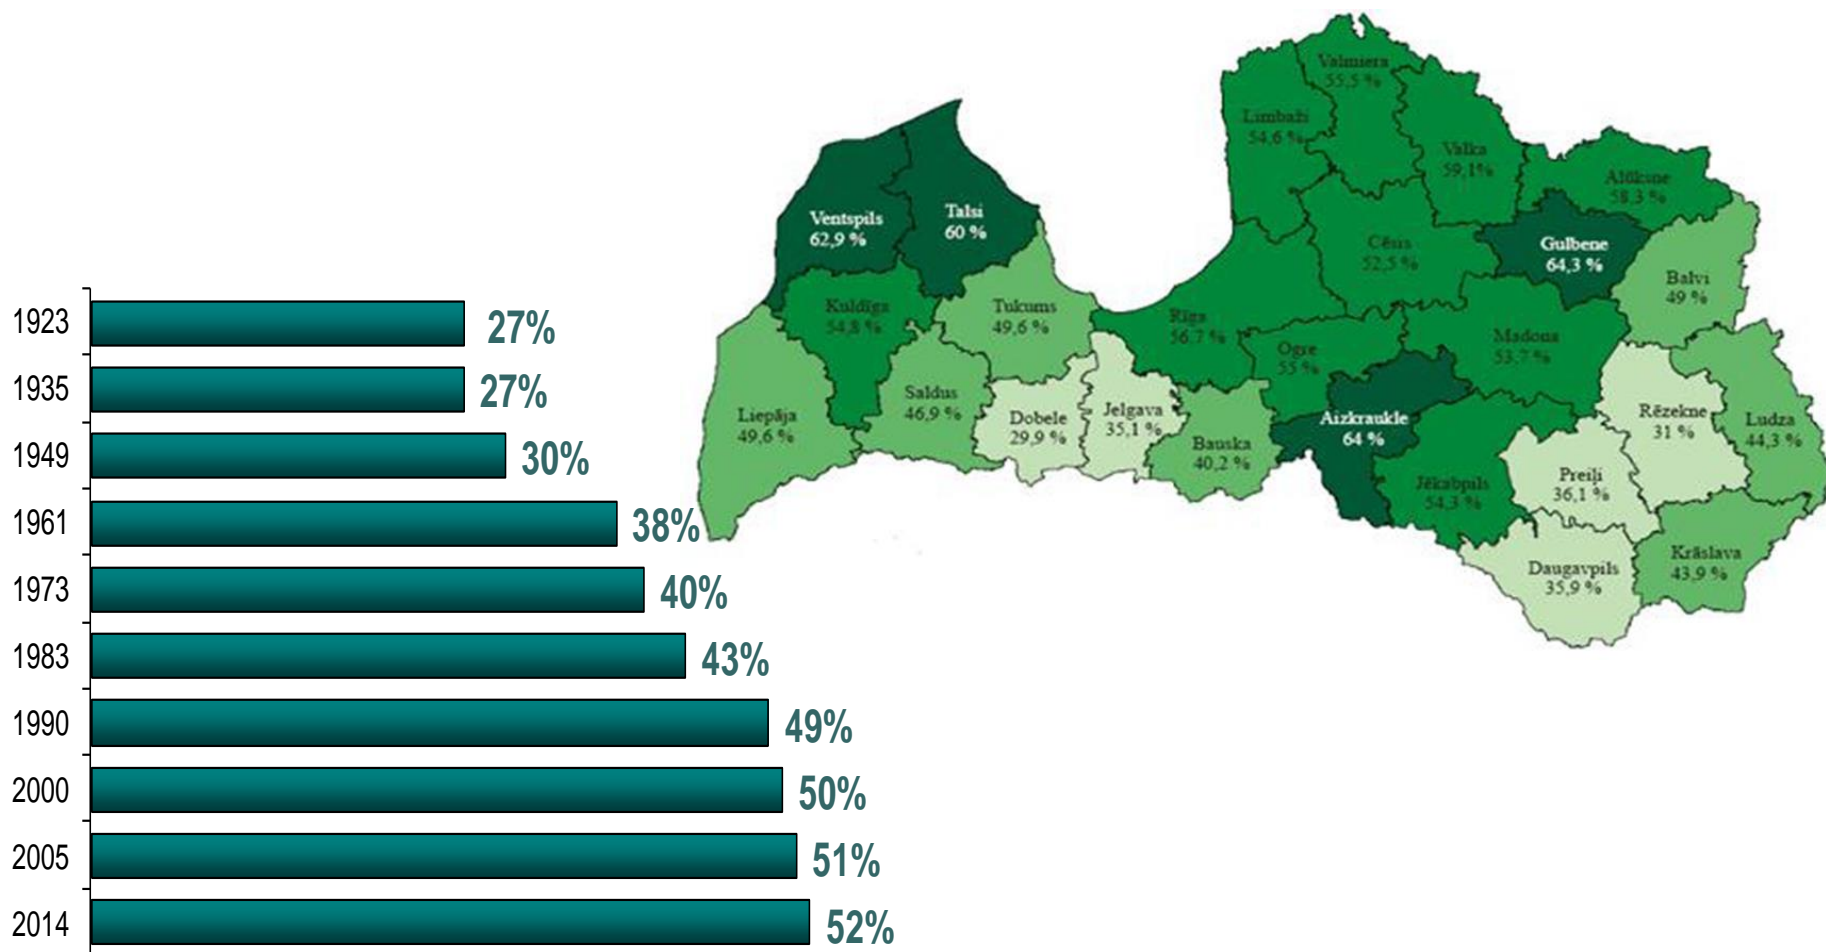 1923
27%
1935
27%
1949
30%
1961
38%
1973
40%
1983
43%
1990
49%
2000
50%
2005
51%
2014
52%
Valmiera
55,5 %
Limbaži
54,6 %
Valka
59,1%
Alūksne
58,3 %
Ventspils
62,9 %
Talsi
60 %
Cēsis
52,5 %
Gulbene
64,3 %
Balvi
49 %
Kuldīga
54,8 %
Tukums
49,6 %
Rīga
56,7 %
Ogre
55 %
Madona
53,7 %
Liepāja
49,6 %
Saldus
46,9 %
Dobele
29,9 %
Jelgava
35,1 %
Bauska
40,2 %
Aizkraukle
64 %
Jēkabpils
54,3 %
Preiļi
36,1 %
Rēzekne
31 %
Ludza
44,3 %
Daugavpils
35,9 %
Krāslava
43,9 %